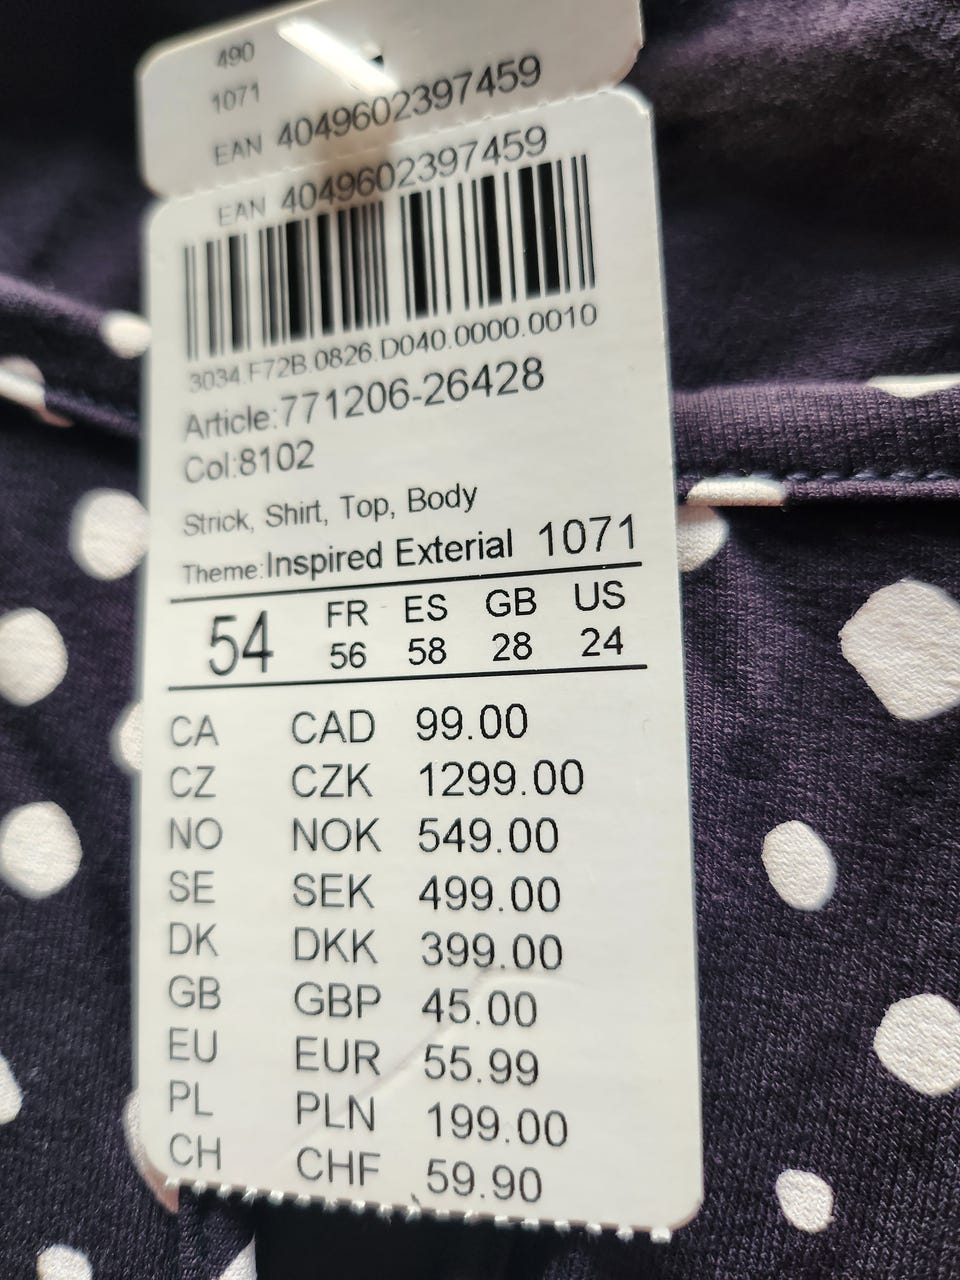 490
1071
EAN 4049602397459
EAN 4049602397459
3034.F72B.0826.D040.0000.0010
Article:771206-26428
Col:8102
Strick, Shirt, Top, Body
Theme:Inspired Exterial 1071
54 FR ES GB US
56 58 28 24
CA CAD 99.00
CZ CZK 1299.00
NO NOK 549.00
SE SEK 499.00
DK DKK 399.00
GB GBP 45.00
EU EUR 55.99
PL PLN 199.00
CH CHF 59.90